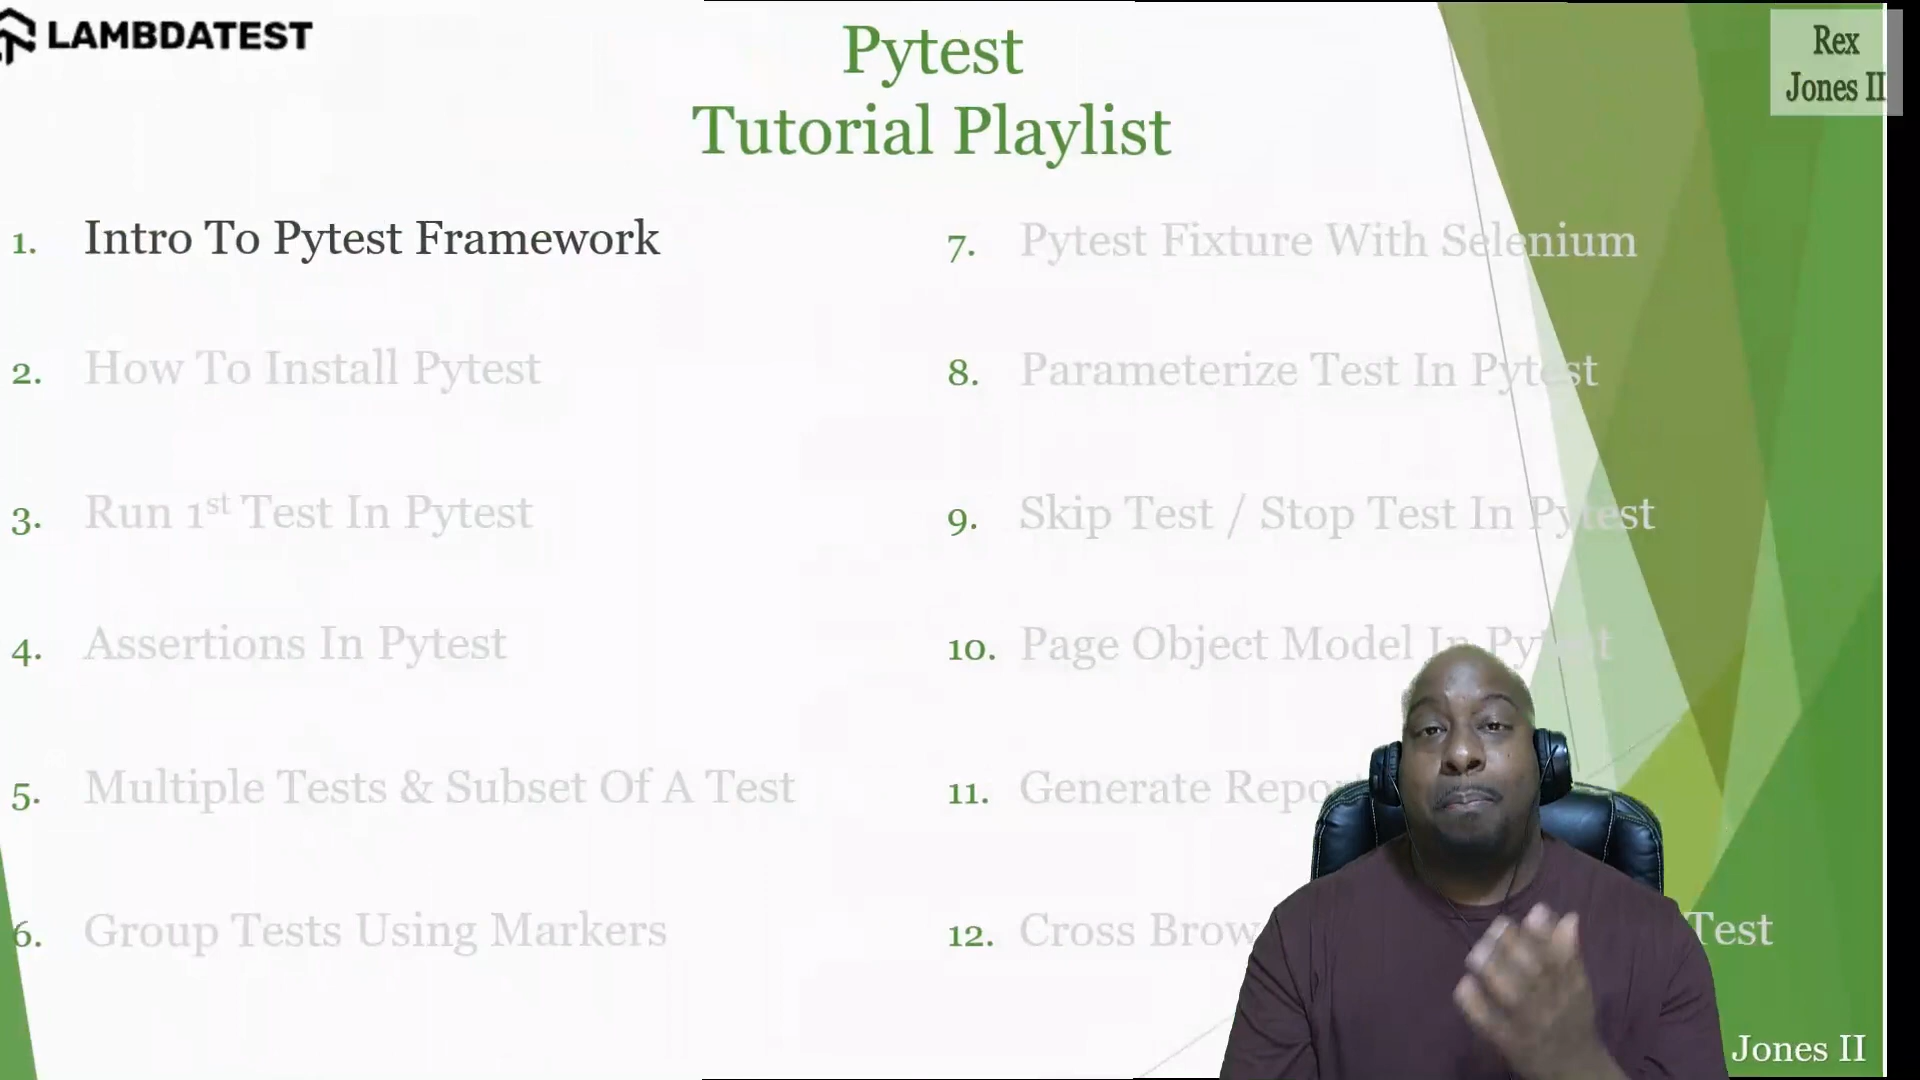 LAMBDATEST
Pytest
Tutorial Playlist
Rex
Jones II
1. Intro To Pytest Framework
2. How To Install Pytest
3. Run 1st Test In Pytest
4. Assertions In Pytest
5. Multiple Tests & Subset Of A Test
6. Group Tests Using Markers
7. Pytest Fixture With Selenium
8. Parameterize Test In Pytest
9. Skip Test / Stop Test In Pytest
10. Page Object Model In Pytest
11. Generate
12. Cross Test
Jones II